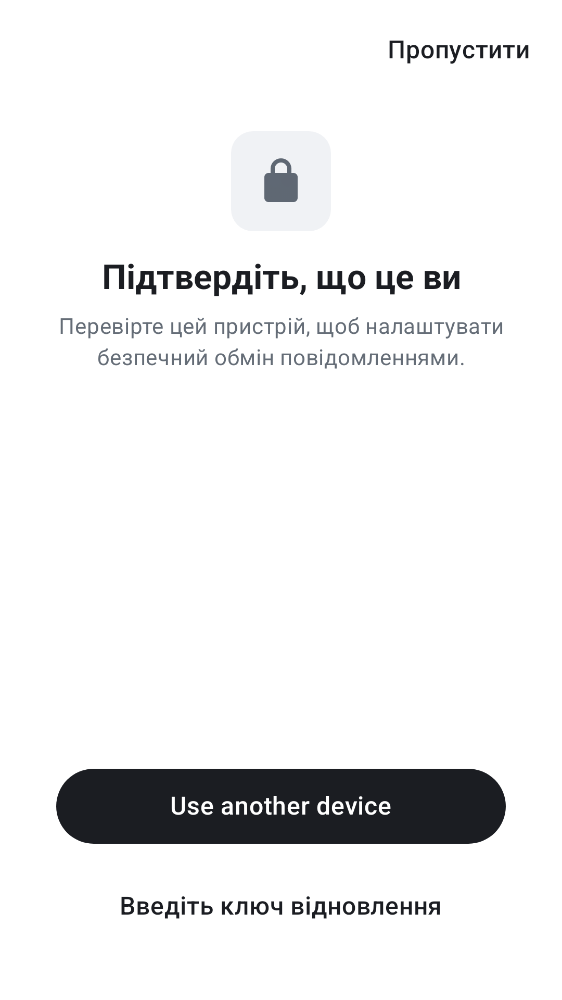 Пропустити
Підтвердіть, що це ви
Перевірте цей пристрій, щоб налаштувати
безпечний обмін повідомленнями.
Use another device
Введіть ключ відновлення